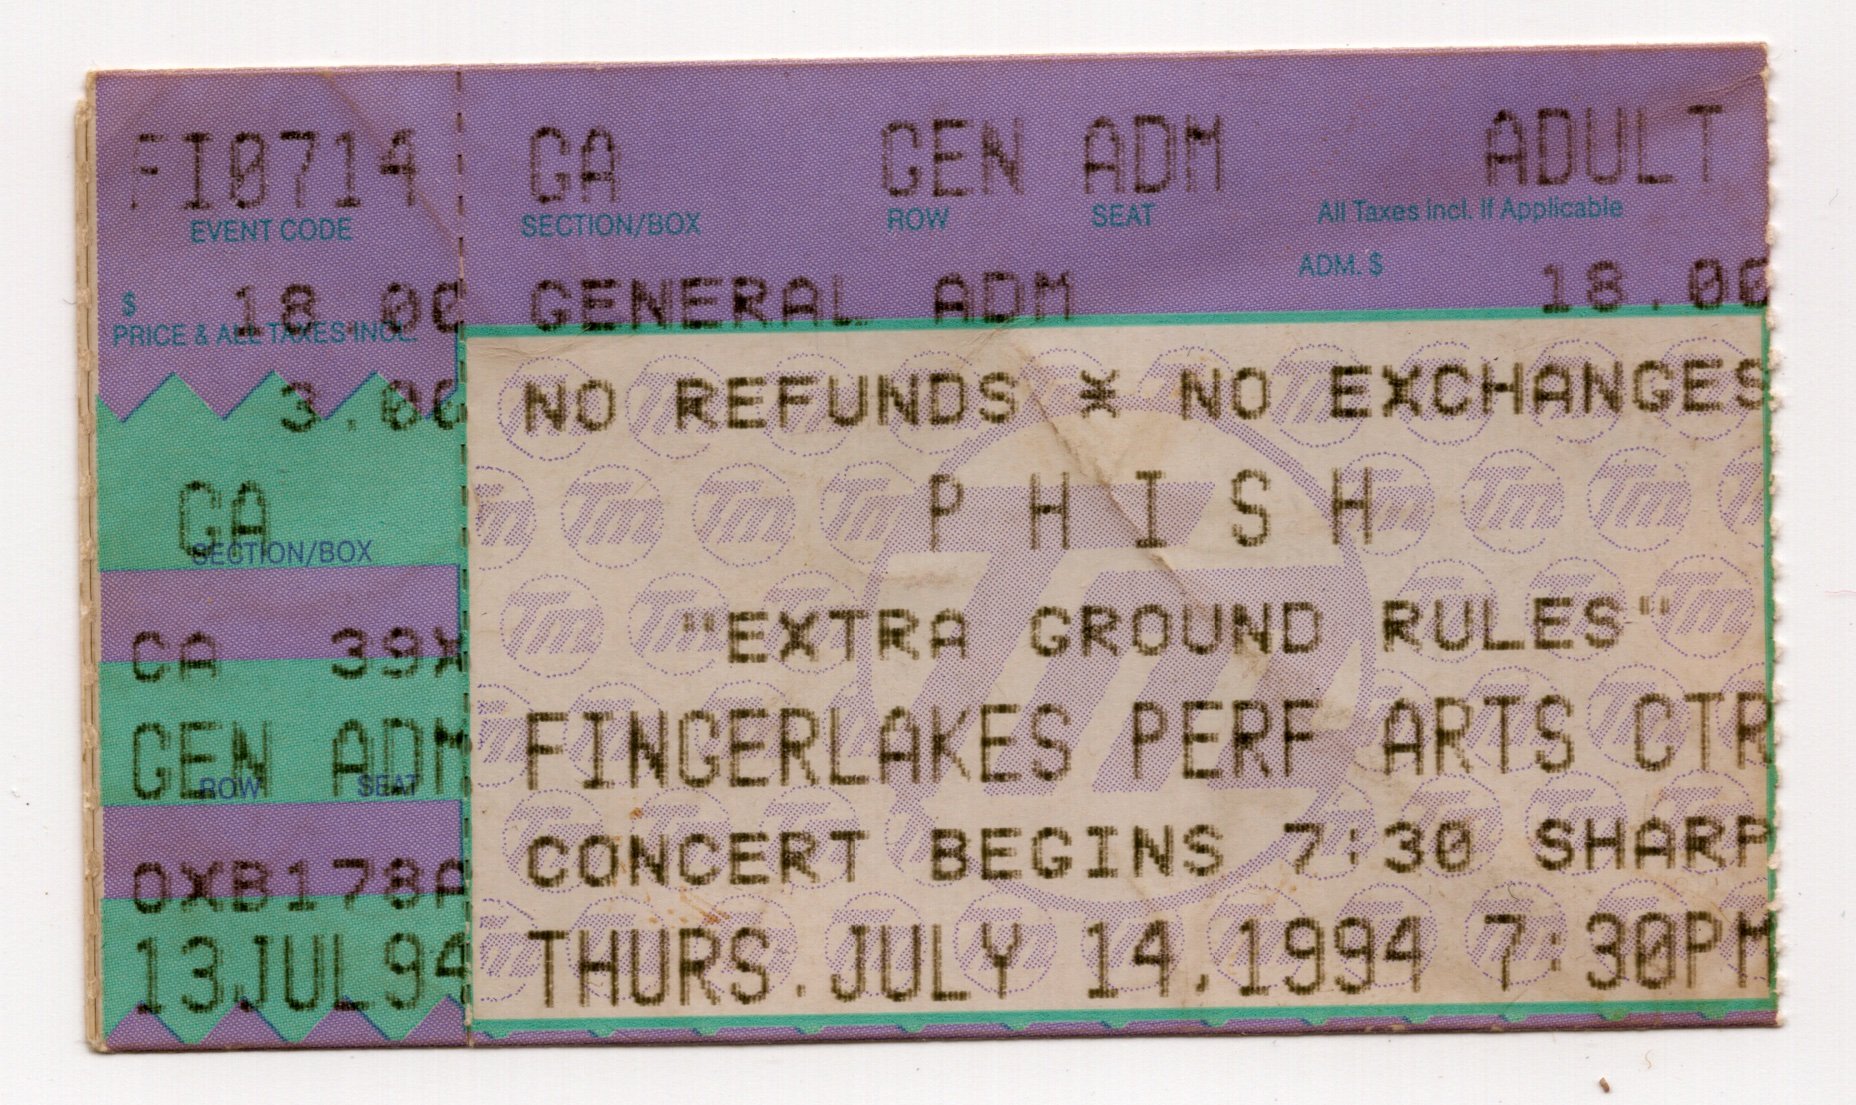 FI0714
EVENT CODE
$ 18.00
PRICE & ALL TAXES INCL.
3.00
GA
SECTION/BOX
CA 39X
GEN ADM
ROW SEAT
OXB178A
13JUL94
GA GEN ADM ADULT
SECTION/BOX ROW SEAT All Taxes incl. If Applicable
ADM. $
GENERAL ADM 18.00
NO REFUNDS * NO EXCHANGES
PHISH
"EXTRA GROUND RULES"
FINGERLAKES PERF ARTS CTR
CONCERT BEGINS 7:30 SHARP
THURS.JULY 14,1994 7:30PM